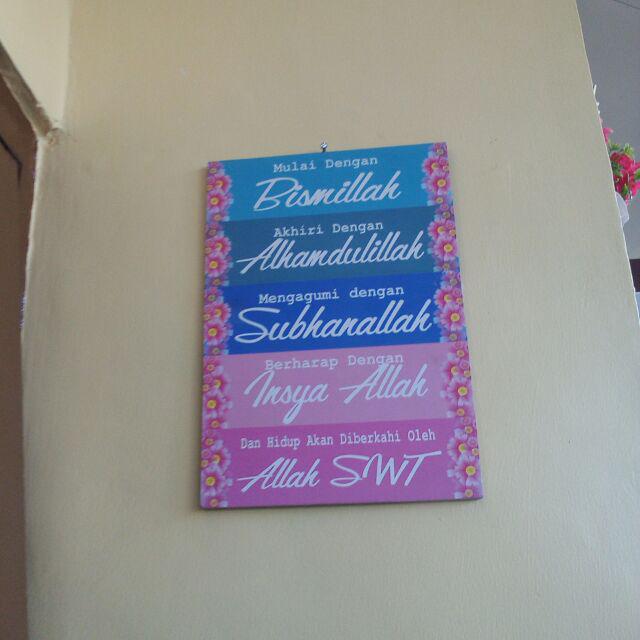 Mulai Dengan
Bismillah
Akhiri Dengan
Alhamdulillah
Mengagumi dengan
Subhanallah
Berharap Dengan
Insya Allah
Dan Hidup Akan Diberkahi Oleh
Allah SWT